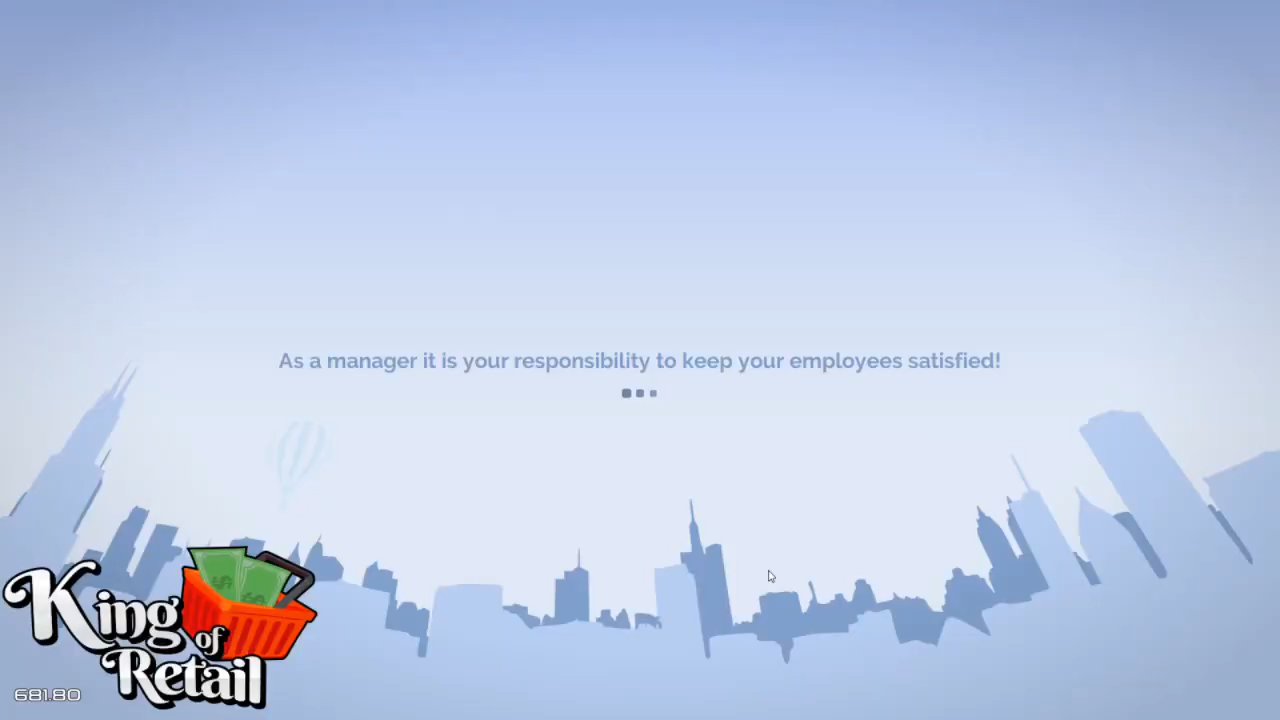 As a manager it is your responsibility to keep your employees satisfied!
King
of
Retail
681.80